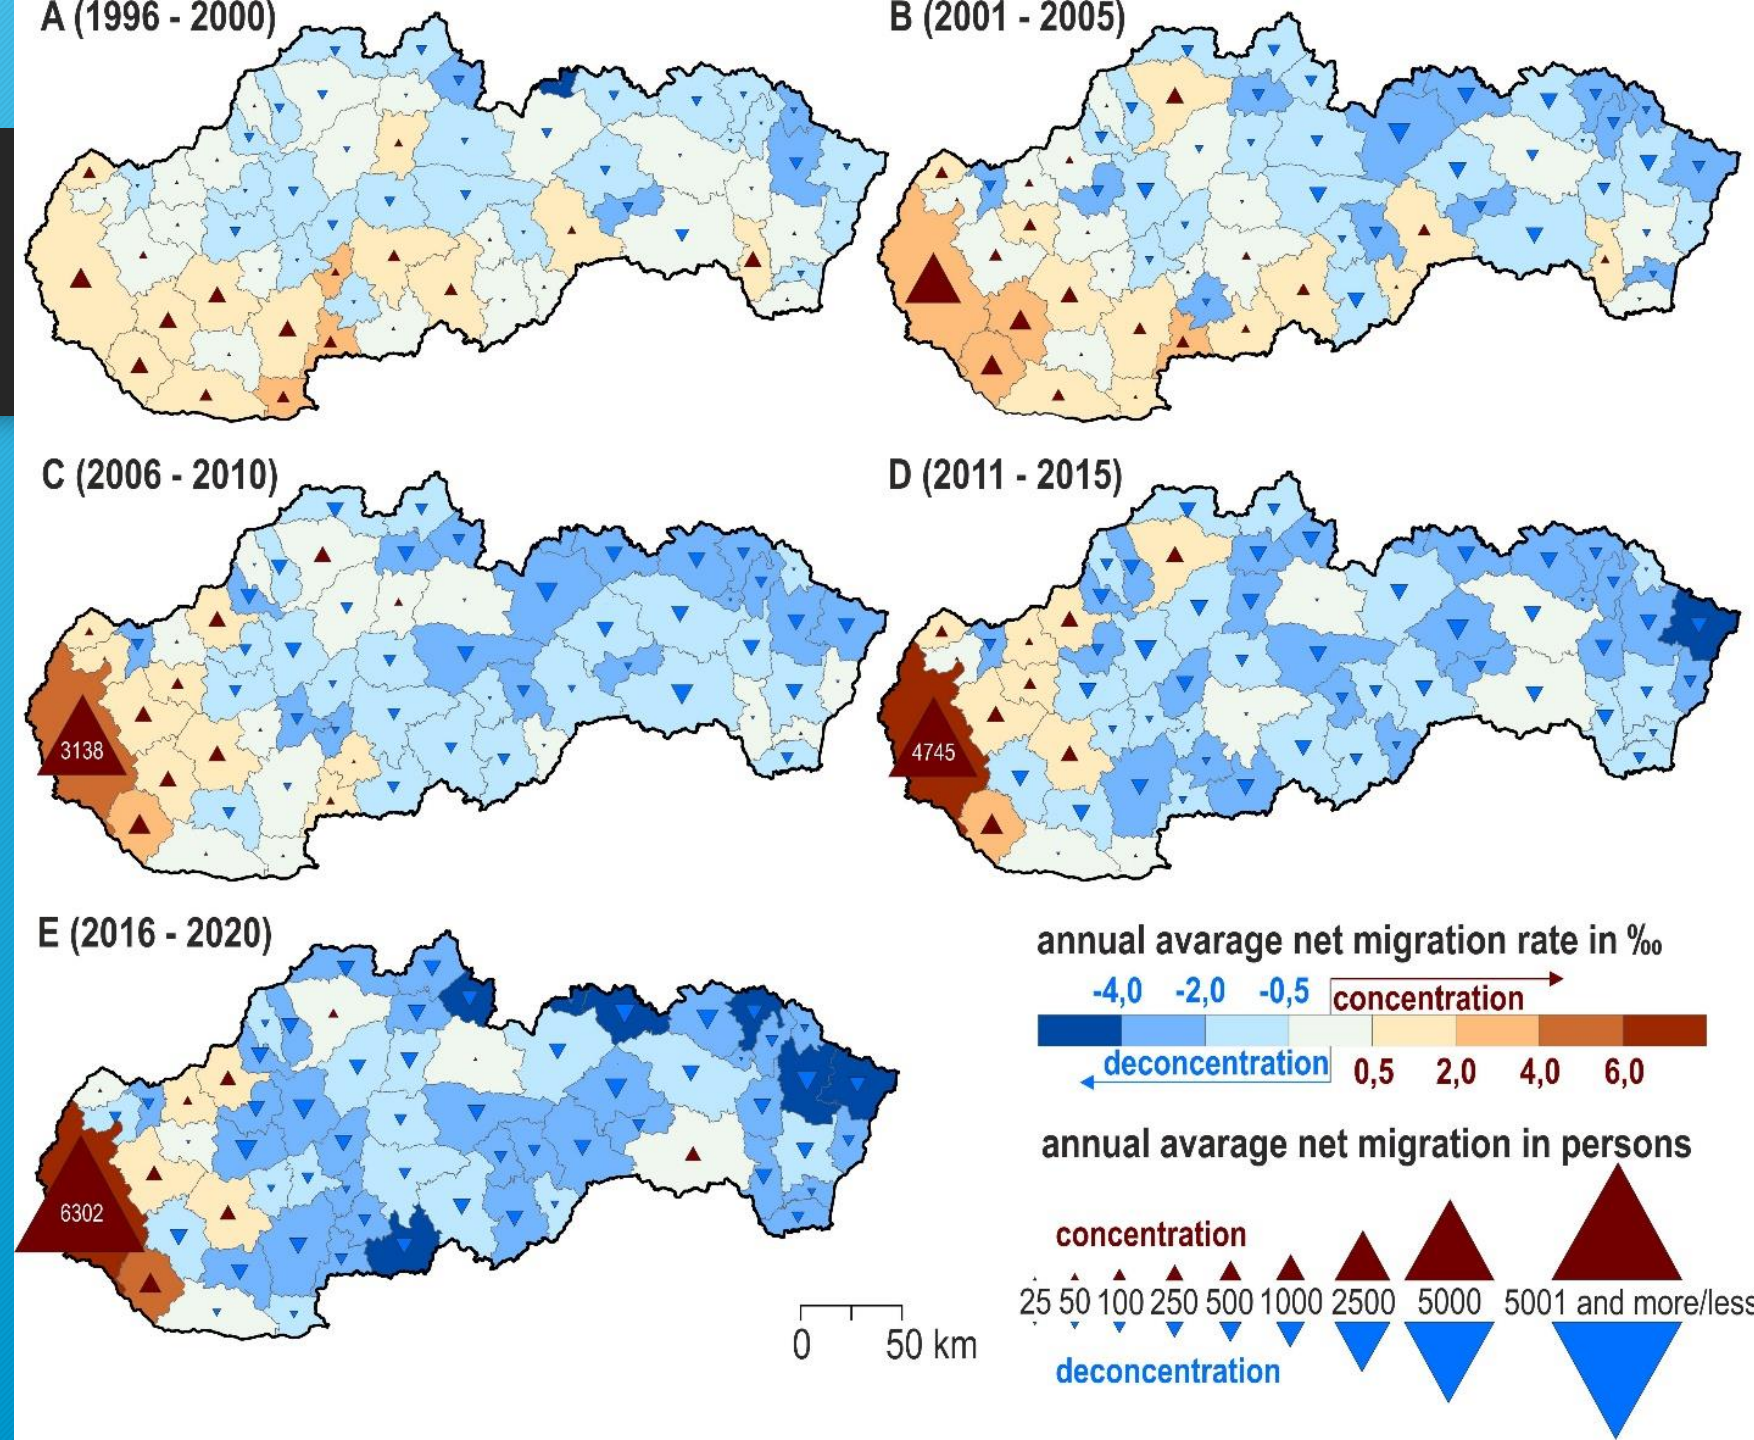 A (1996 - 2000)
B (2001 - 2005)
C (2006 - 2010)
D (2011 - 2015)
3138
4745
E (2016 - 2020)
6302
annual avarage net migration rate in ‰
-4,0 -2,0 -0,5
concentration
deconcentration
0,5 2,0 4,0 6,0
annual avarage net migration in persons
concentration
25 50 100 250 500 1000 2500 5000 5001 and more/less
deconcentration
0 50 km